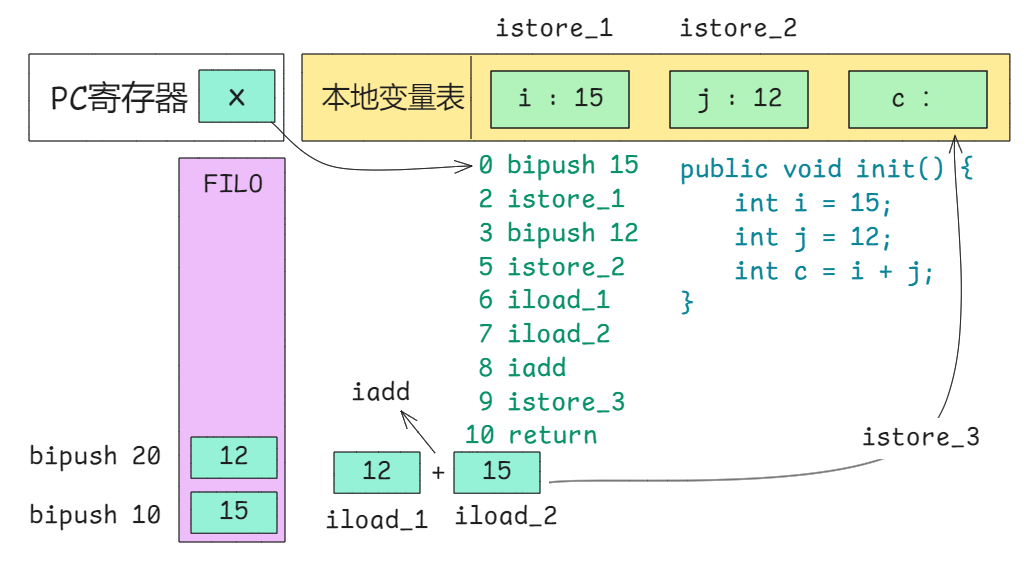 istore_1
istore_2
PC寄存器
x
本地变量表
i : 15
j : 12
c :
FILO
0 bipush 15
2 istore_1
3 bipush 12
5 istore_2
6 iload_1
7 iload_2
8 iadd
9 istore_3
10 return
public void init() {
int i = 15;
int j = 12;
int c = i + j;
}
iadd
istore_3
bipush 20
12
12 + 15
bipush 10
15
iload_1
iload_2